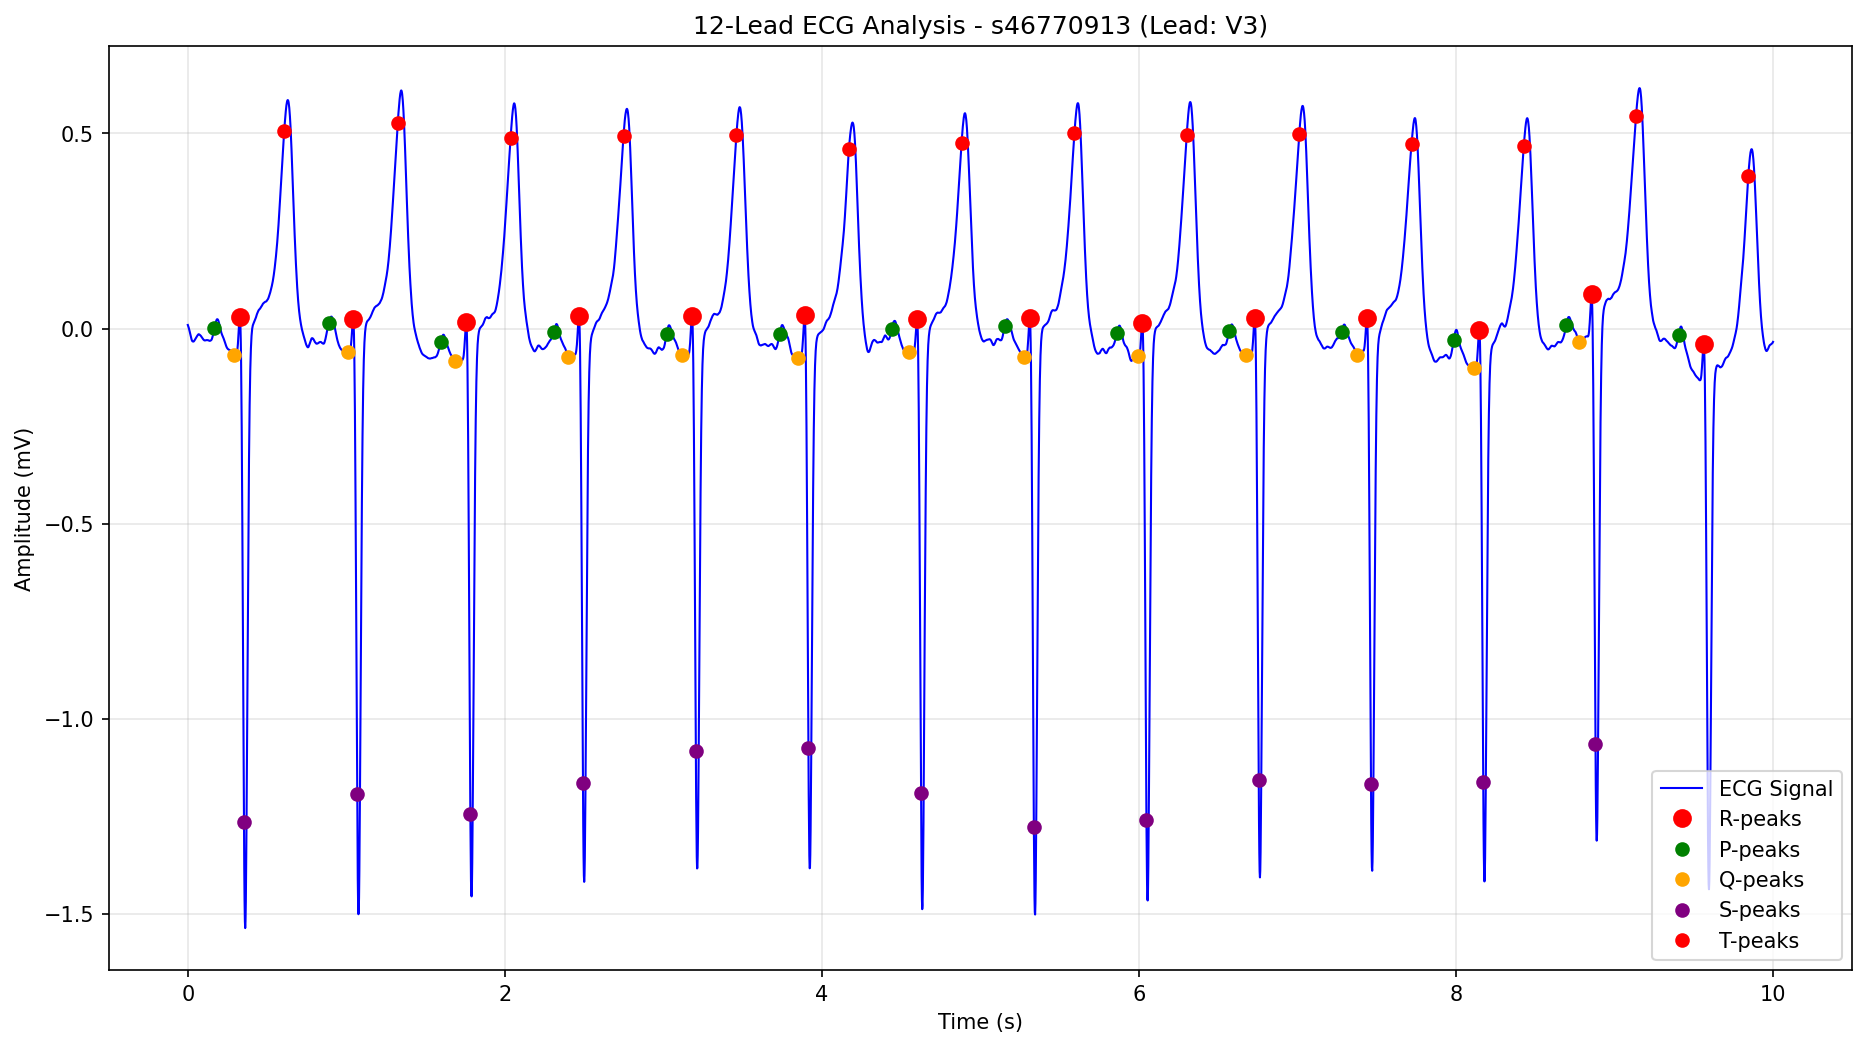 12-Lead ECG Analysis - s46770913 (Lead: V3)
Amplitude (mV)
0.5
0.0
−0.5
−1.0
−1.5
0
2
4
6
8
10
Time (s)
ECG Signal
R-peaks
P-peaks
Q-peaks
S-peaks
T-peaks